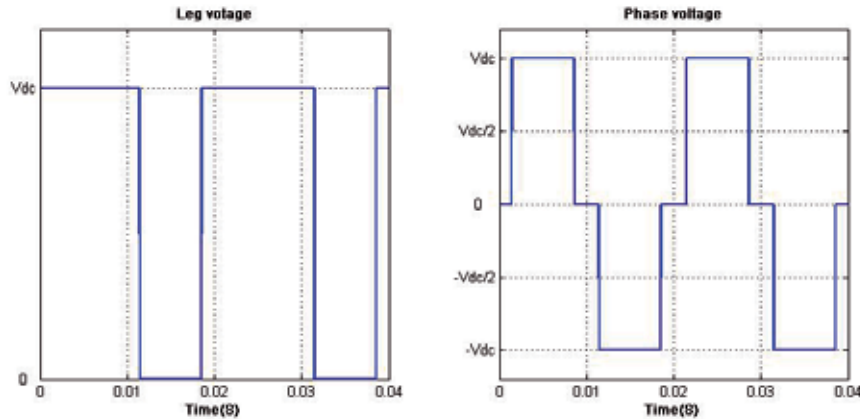 Leg votage
Vdc
0
0
0.01
0.02
0.03
0.04
Time(S)
Phase voltage
Vdc
Vdc/2
0
-Vdc/2
-Vdc
0
0.01
0.02
0.03
0.04
Time(S)